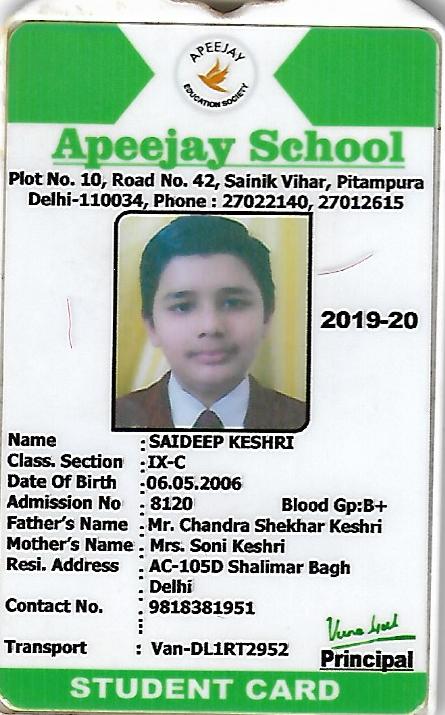 APEEJAY
EDUCATION SOCIETY
Apeejay School
Plot No. 10, Road No. 42, Sainik Vihar, Pitampura
Delhi-110034, Phone : 27022140, 27012615
2019-20
Name : SAIDEEP KESHRI
Class. Section : IX-C
Date Of Birth : 06.05.2006
Admission No : 8120 Blood Gp:B+
Father's Name : Mr. Chandra Shekhar Keshri
Mother's Name : Mrs. Soni Keshri
Resi. Address : AC-105D Shalimar Bagh
: Delhi
Contact No. : 9818381951
:
Transport : Van-DL1RT2952
Principal
STUDENT CARD